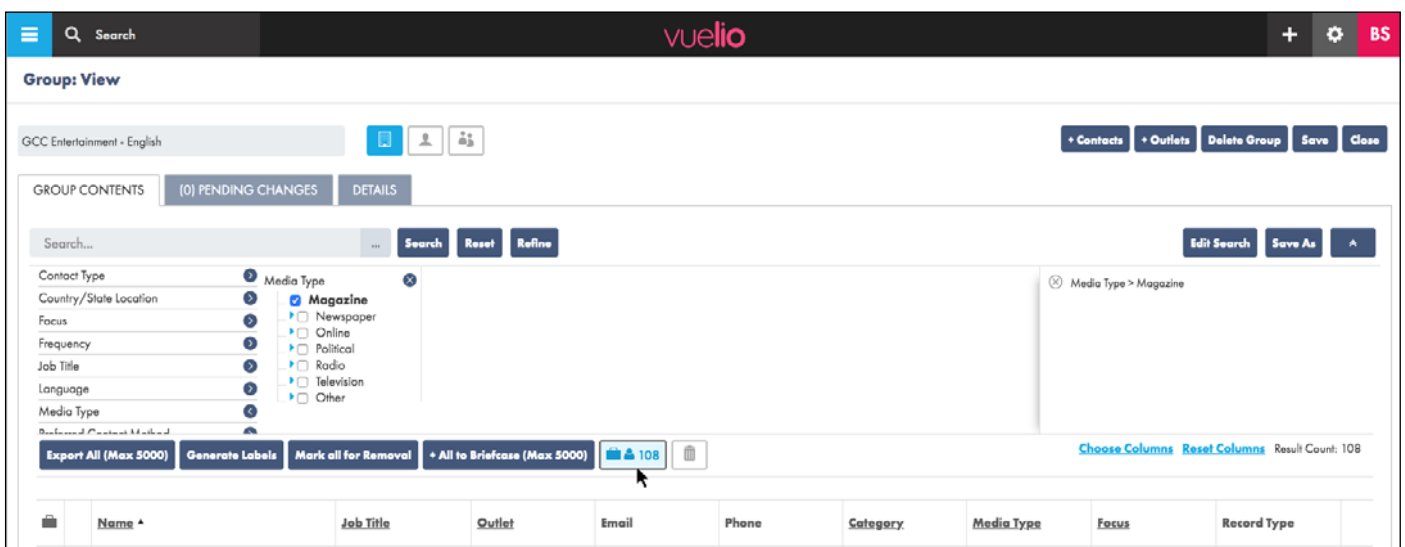 Search
vuelio
BS
Group: View
GCC Entertainment - English
+ Contacts + Outlets Delete Group Save Close
GROUP CONTENTS (0) PENDING CHANGES DETAILS
Search... ... Search Reset Refine Edit Search Save As
Contact Type
Country/State Location
Focus
Frequency
Job Title
Language
Media Type
Preferred Contact Method
Media Type
Magazine
Newspaper
Online
Political
Radio
Television
Other
Media Type > Magazine
Export All (Max 5000) Generate Labels Mark all for Removal + All to Briefcase (Max 5000) 108
Choose Columns Reset Columns Result Count: 108
Name Job Title Outlet Email Phone Category Media Type Focus Record Type